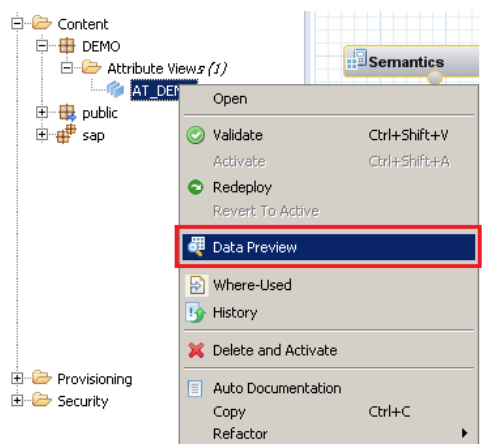 Content
DEMO
Attribute Views (1)
AT_DEM
public
sap
Provisioning
Security
Semantics
Open
Validate Ctrl+Shift+V
Activate Ctrl+Shift+A
Redeploy
Revert To Active
Data Preview
Where-Used
History
Delete and Activate
Auto Documentation
Copy Ctrl+C
Refactor